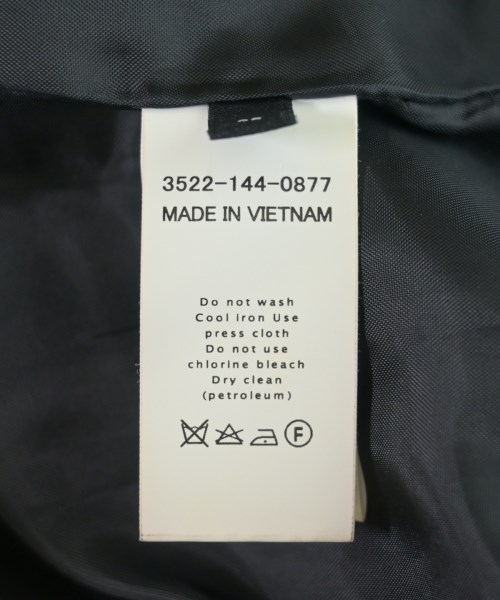 3522-144-0877
MADE IN VIETNAM
Do not wash
Cool iron Use
press cloth
Do not use
chlorine bleach
Dry clean
(petroleum)
F